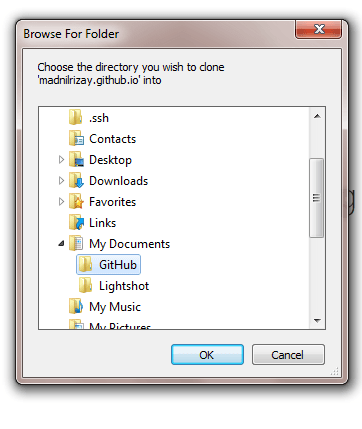 Browse For Folder
Choose the directory you wish to clone
'madnilrizay.github.io' into
.ssh
Contacts
Desktop
Downloads
Favorites
Links
My Documents
GitHub
Lightshot
My Music
My Pictures
OK
Cancel